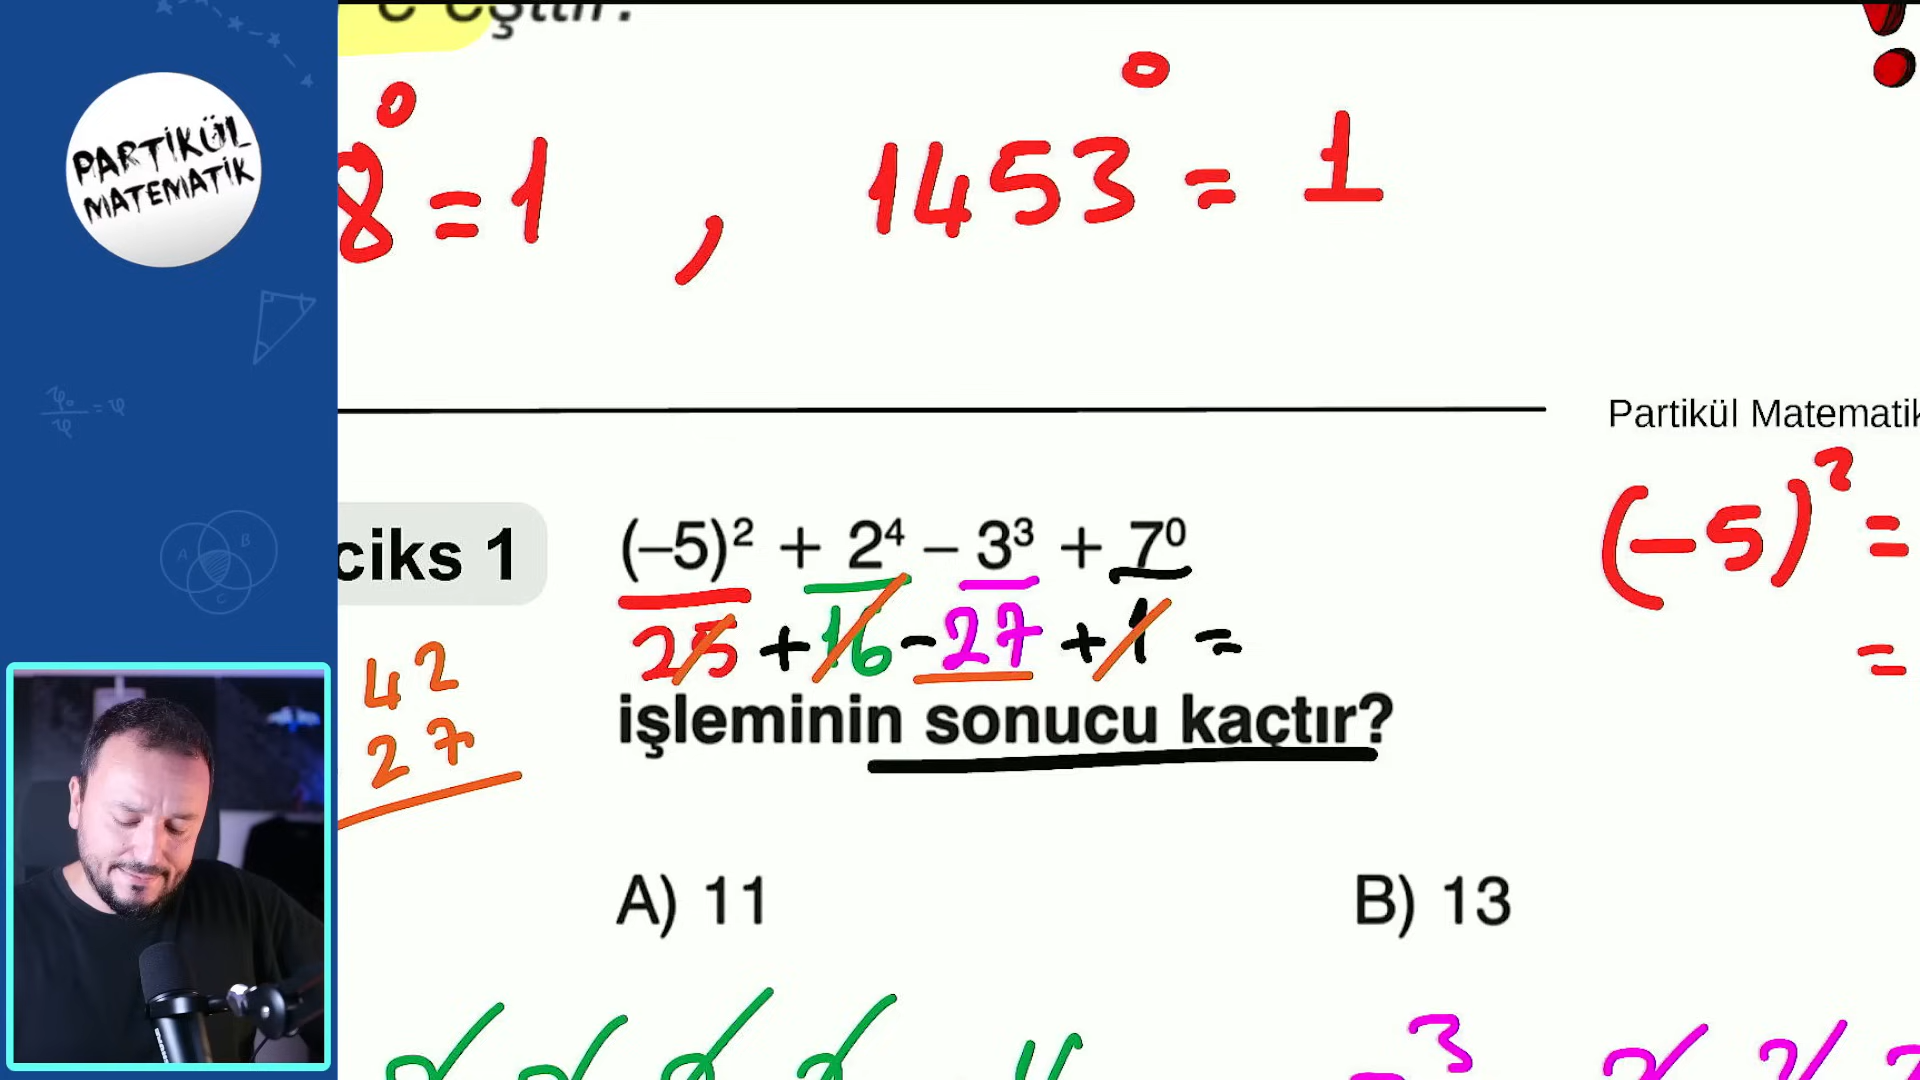 e eşittir.
PARTİKÜL
MATEMATİK
8⁰ = 1 , 1453⁰ = 1
Partikül Matematik
ciks 1
(–5)² + 2⁴ – 3³ + 7⁰
25 + 16 – 27 + 1 =
(–5)² =
=
işleminin sonucu kaçtır?
42
27
A) 11
B) 13
A B
C